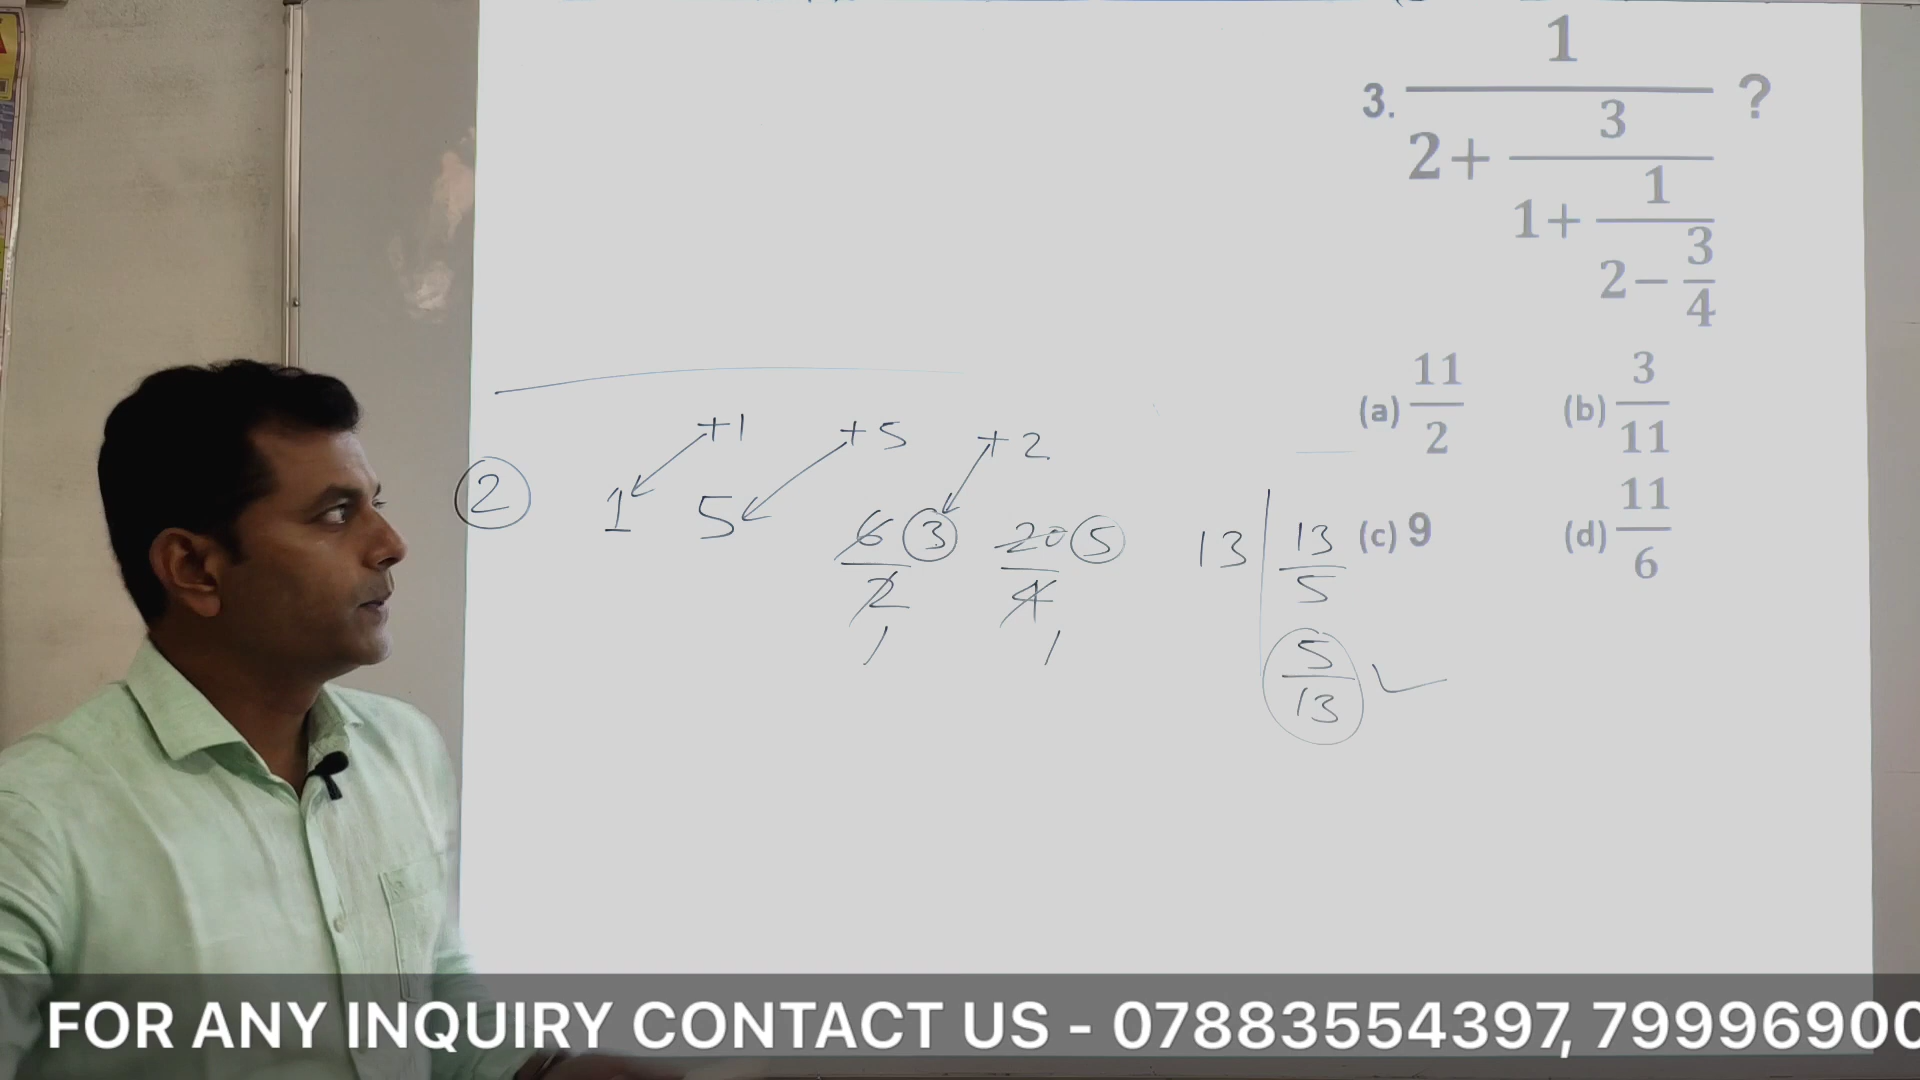 3. 1 / (2 + 3 / (1 + 1 / (2 − 3/4))) ?
(a) 11/2 (b) 3/11
(c) 9 (d) 11/6
+1 +5 +2
② 1 5 6/2 ③ 20/4 ⑤ 13 13/5
1 1
5/13 ✓
FOR ANY INQUIRY CONTACT US - 07883554397, 79996900